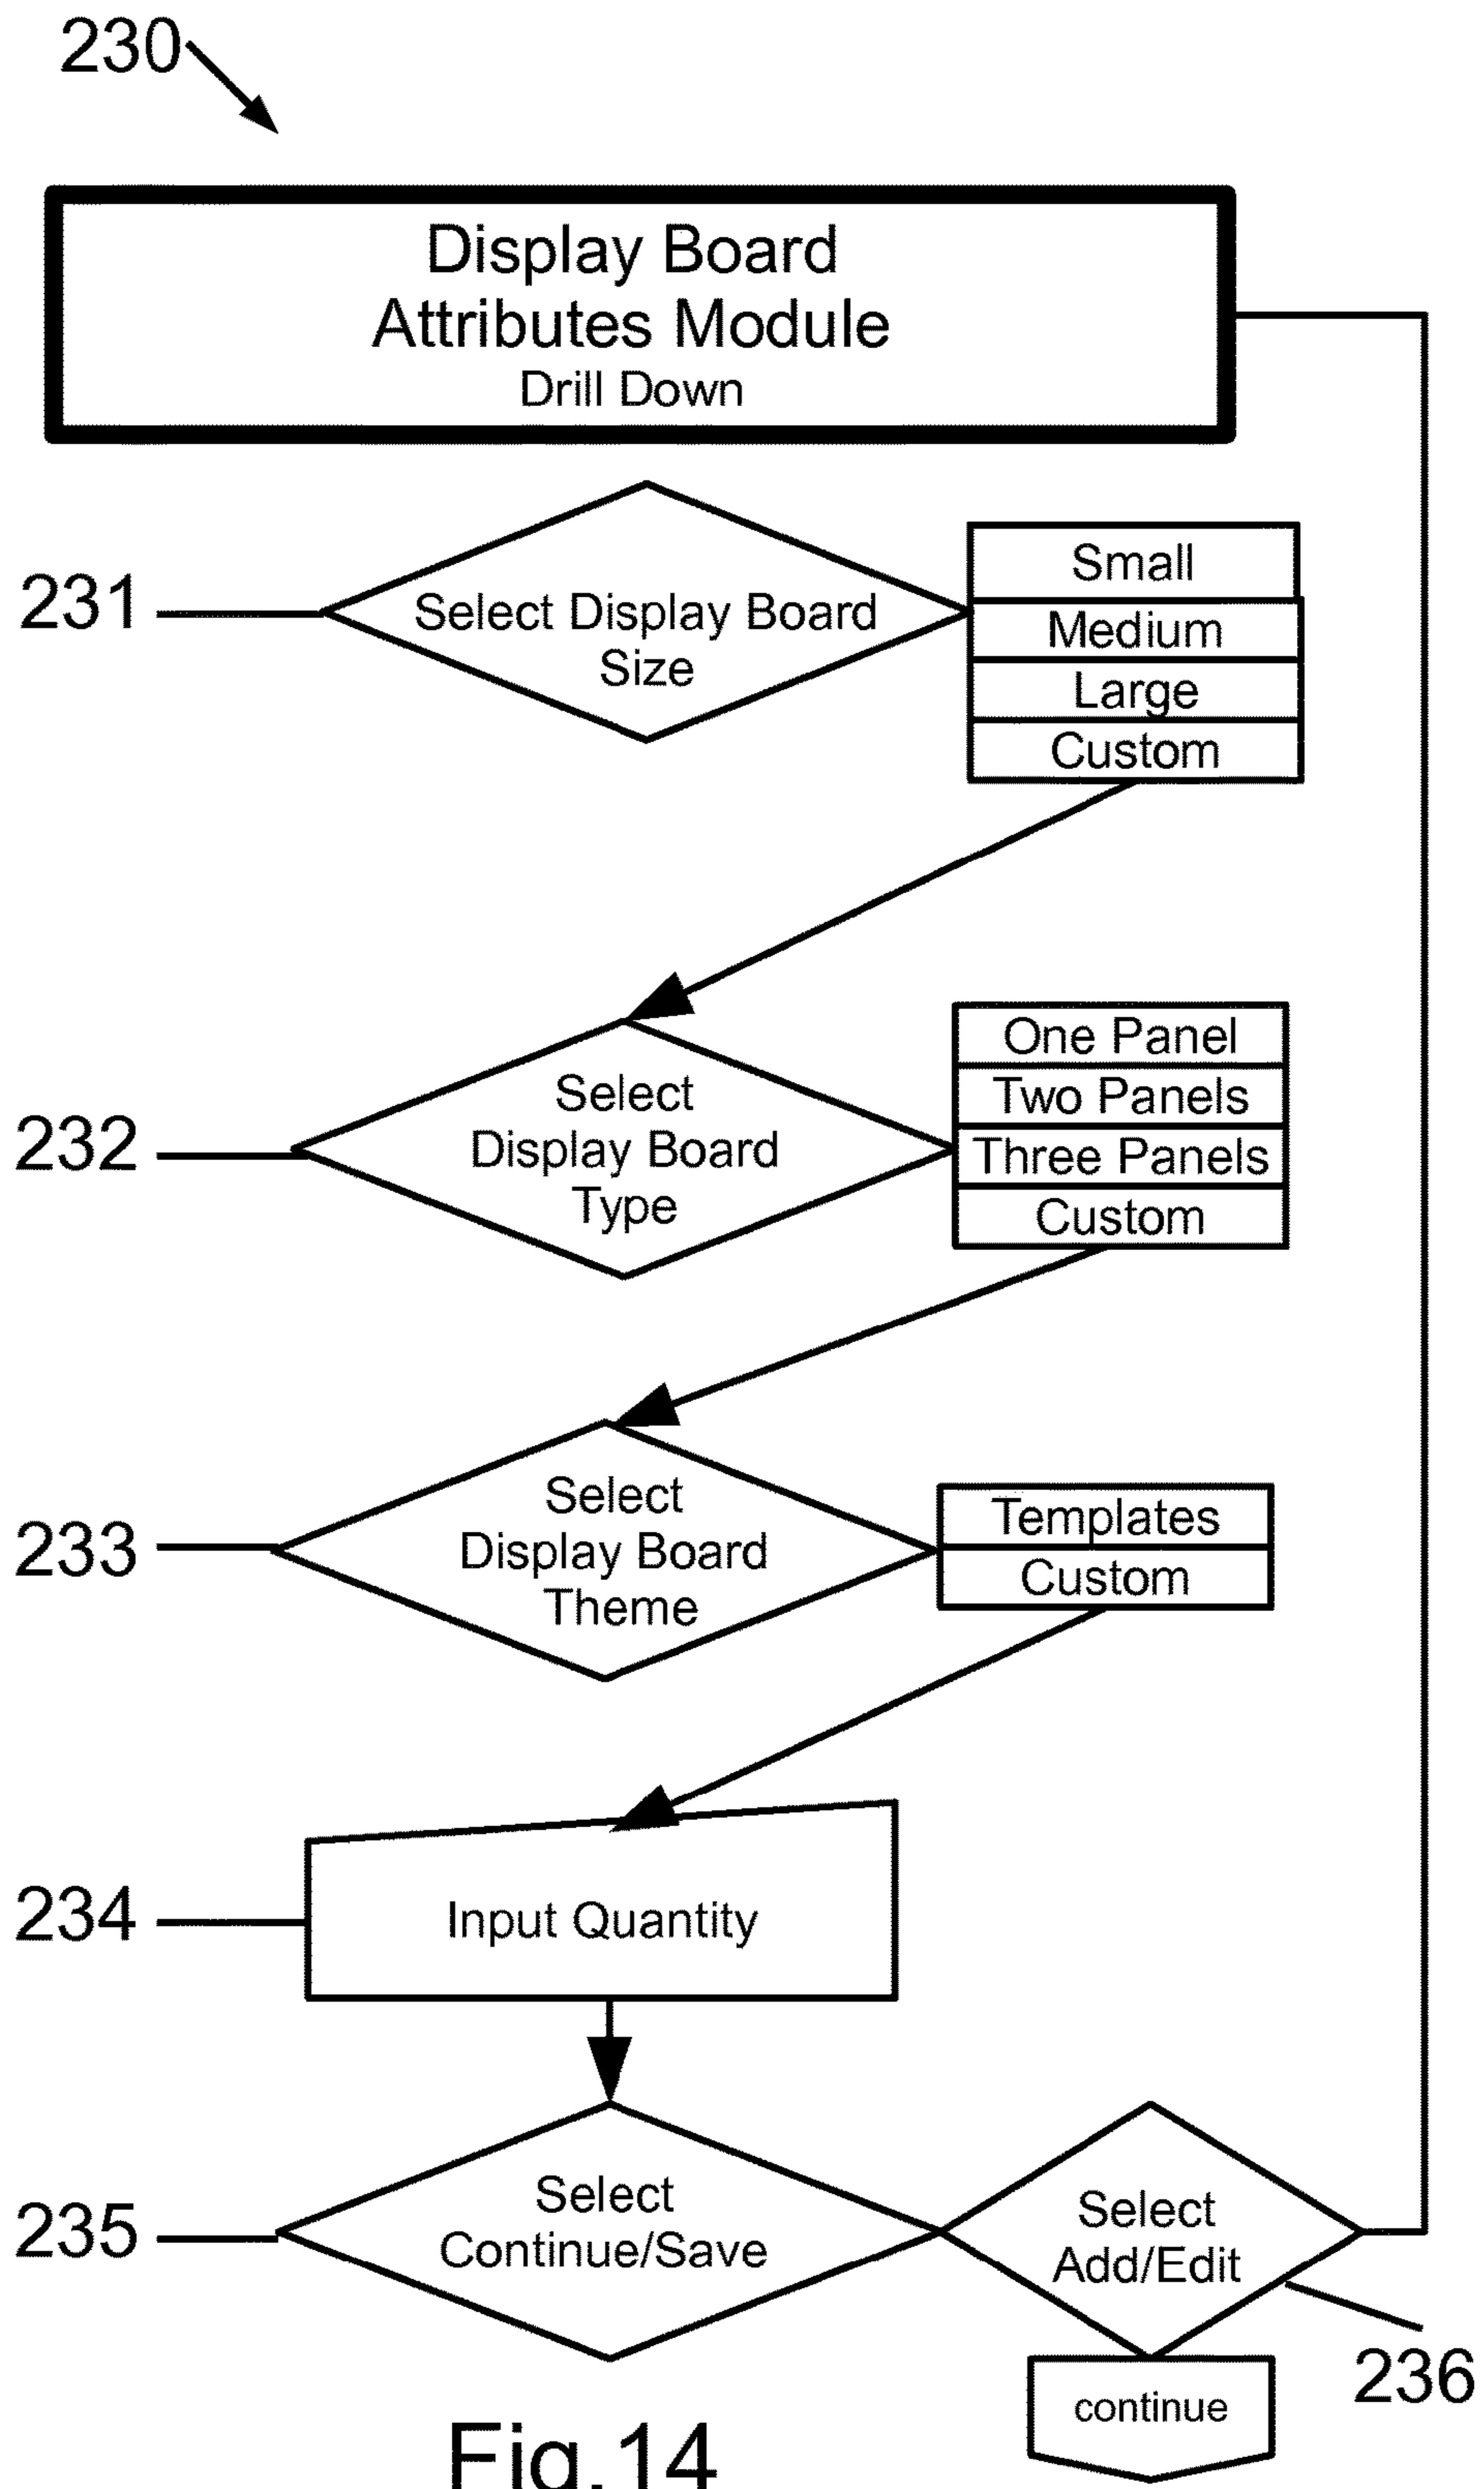 230
Display Board
Attributes Module
Drill Down
231
Select Display Board
Size
Small
Medium
Large
Custom
232
Select
Display Board
Type
One Panel
Two Panels
Three Panels
Custom
233
Select
Display Board
Theme
Templates
Custom
234
Input Quantity
235
Select
Continue/Save
Select
Add/Edit
236
continue
Fig.14